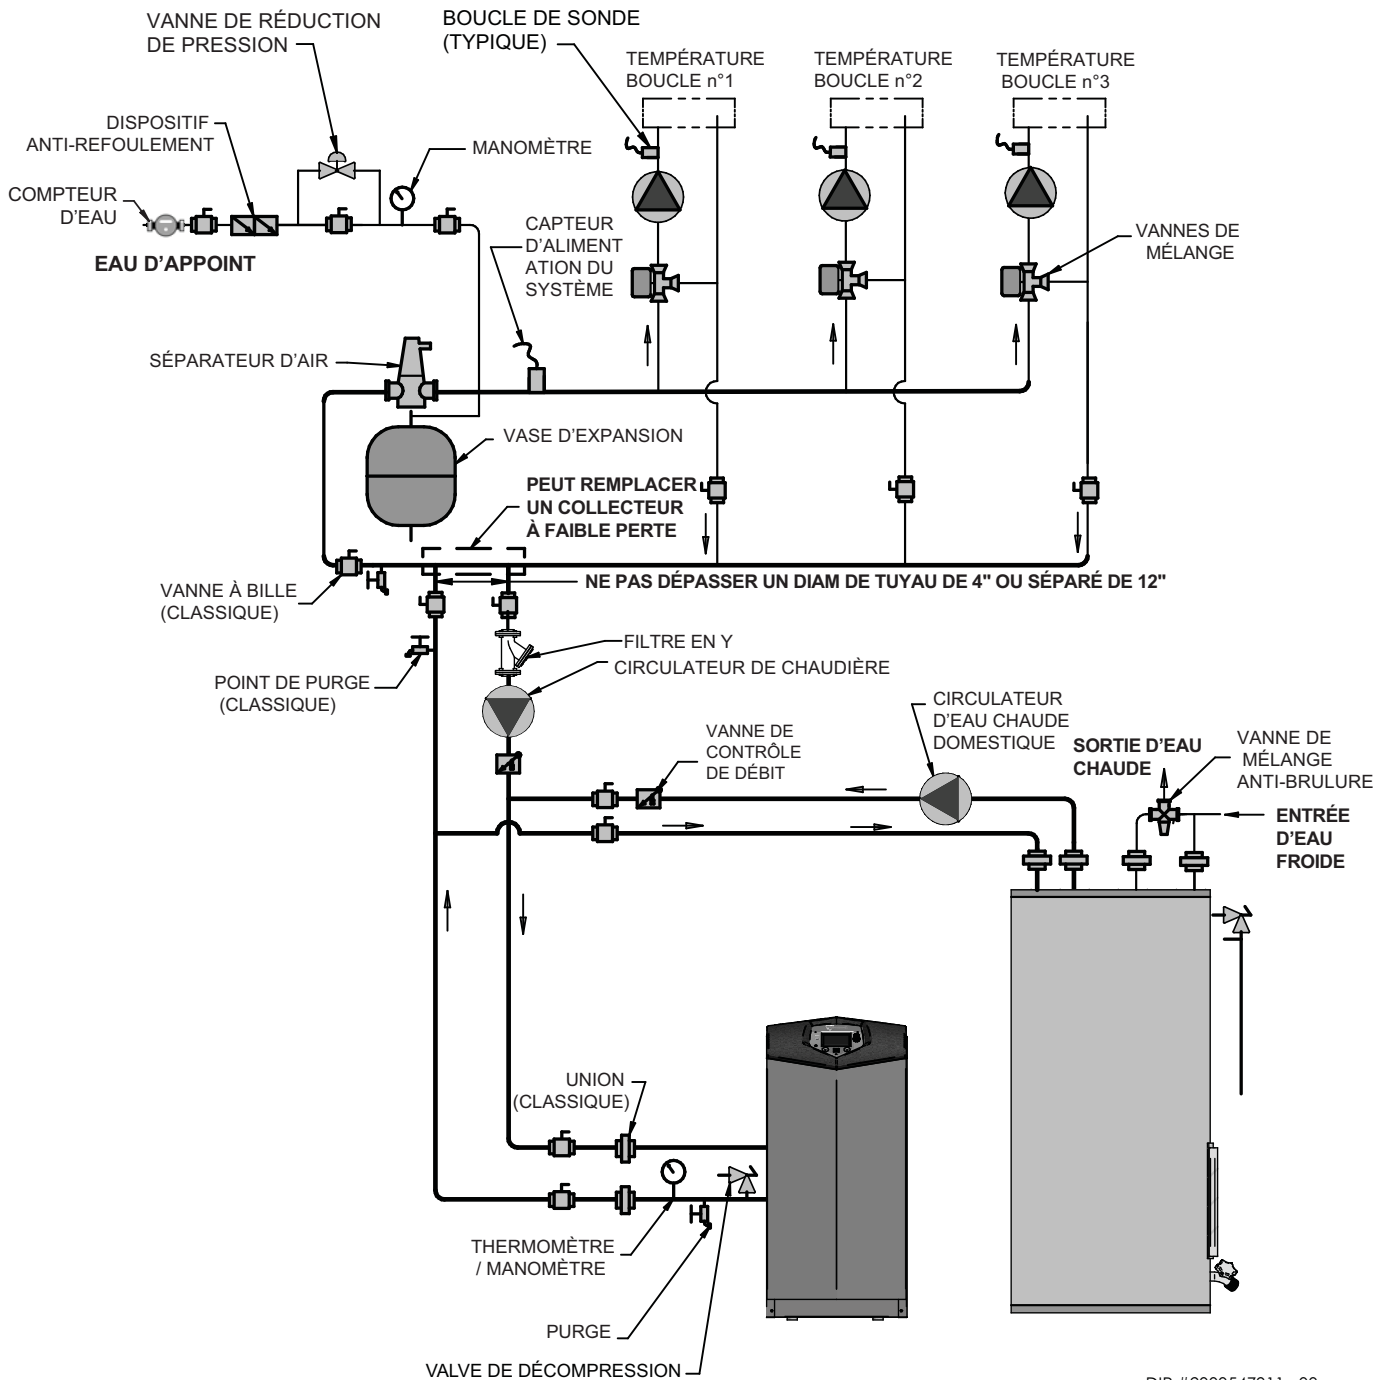 VANNE DE RÉDUCTION
DE PRESSION
BOUCLE DE SONDE
(TYPIQUE)
TEMPÉRATURE
BOUCLE n°1
TEMPÉRATURE
BOUCLE n°2
TEMPÉRATURE
BOUCLE n°3
DISPOSITIF
ANTI-REFOULEMENT
MANOMÈTRE
COMPTEUR
D'EAU
EAU D'APPOINT
CAPTEUR
D'ALIMENT
ATION DU
SYSTÈME
VANNES DE
MÉLANGE
SÉPARATEUR D'AIR
VASE D'EXPANSION
PEUT REMPLACER
UN COLLECTEUR
À FAIBLE PERTE
VANNE À BILLE
(CLASSIQUE)
NE PAS DÉPASSER UN DIAM DE TUYAU DE 4" OU SÉPARÉ DE 12"
FILTRE EN Y
CIRCULATEUR DE CHAUDIÈRE
POINT DE PURGE
(CLASSIQUE)
VANNE DE
CONTRÔLE
DE DÉBIT
CIRCULATEUR
D'EAU CHAUDE
DOMESTIQUE
SORTIE D'EAU
CHAUDE
VANNE DE
MÉLANGE
ANTI-BRULURE
ENTRÉE
D'EAU
FROIDE
UNION
(CLASSIQUE)
THERMOMÈTRE
/ MANOMÈTRE
PURGE
VALVE DE DÉCOMPRESSION